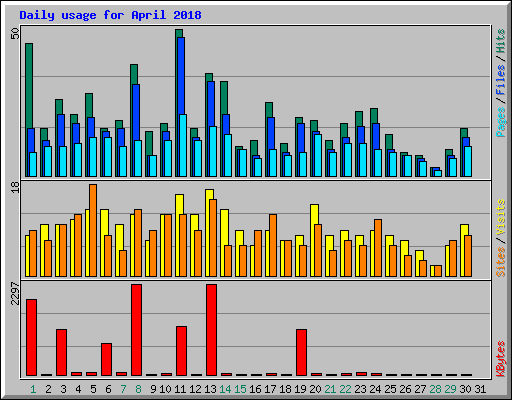 Daily usage for April 2018
50
Pages / Files / Hits
18
Sites / Visits
2297
KBytes
1 2 3 4 5 6 7 8 9 10 11 12 13 14 15 16 17 18 19 20 21 22 23 24 25 26 27 28 29 30 31